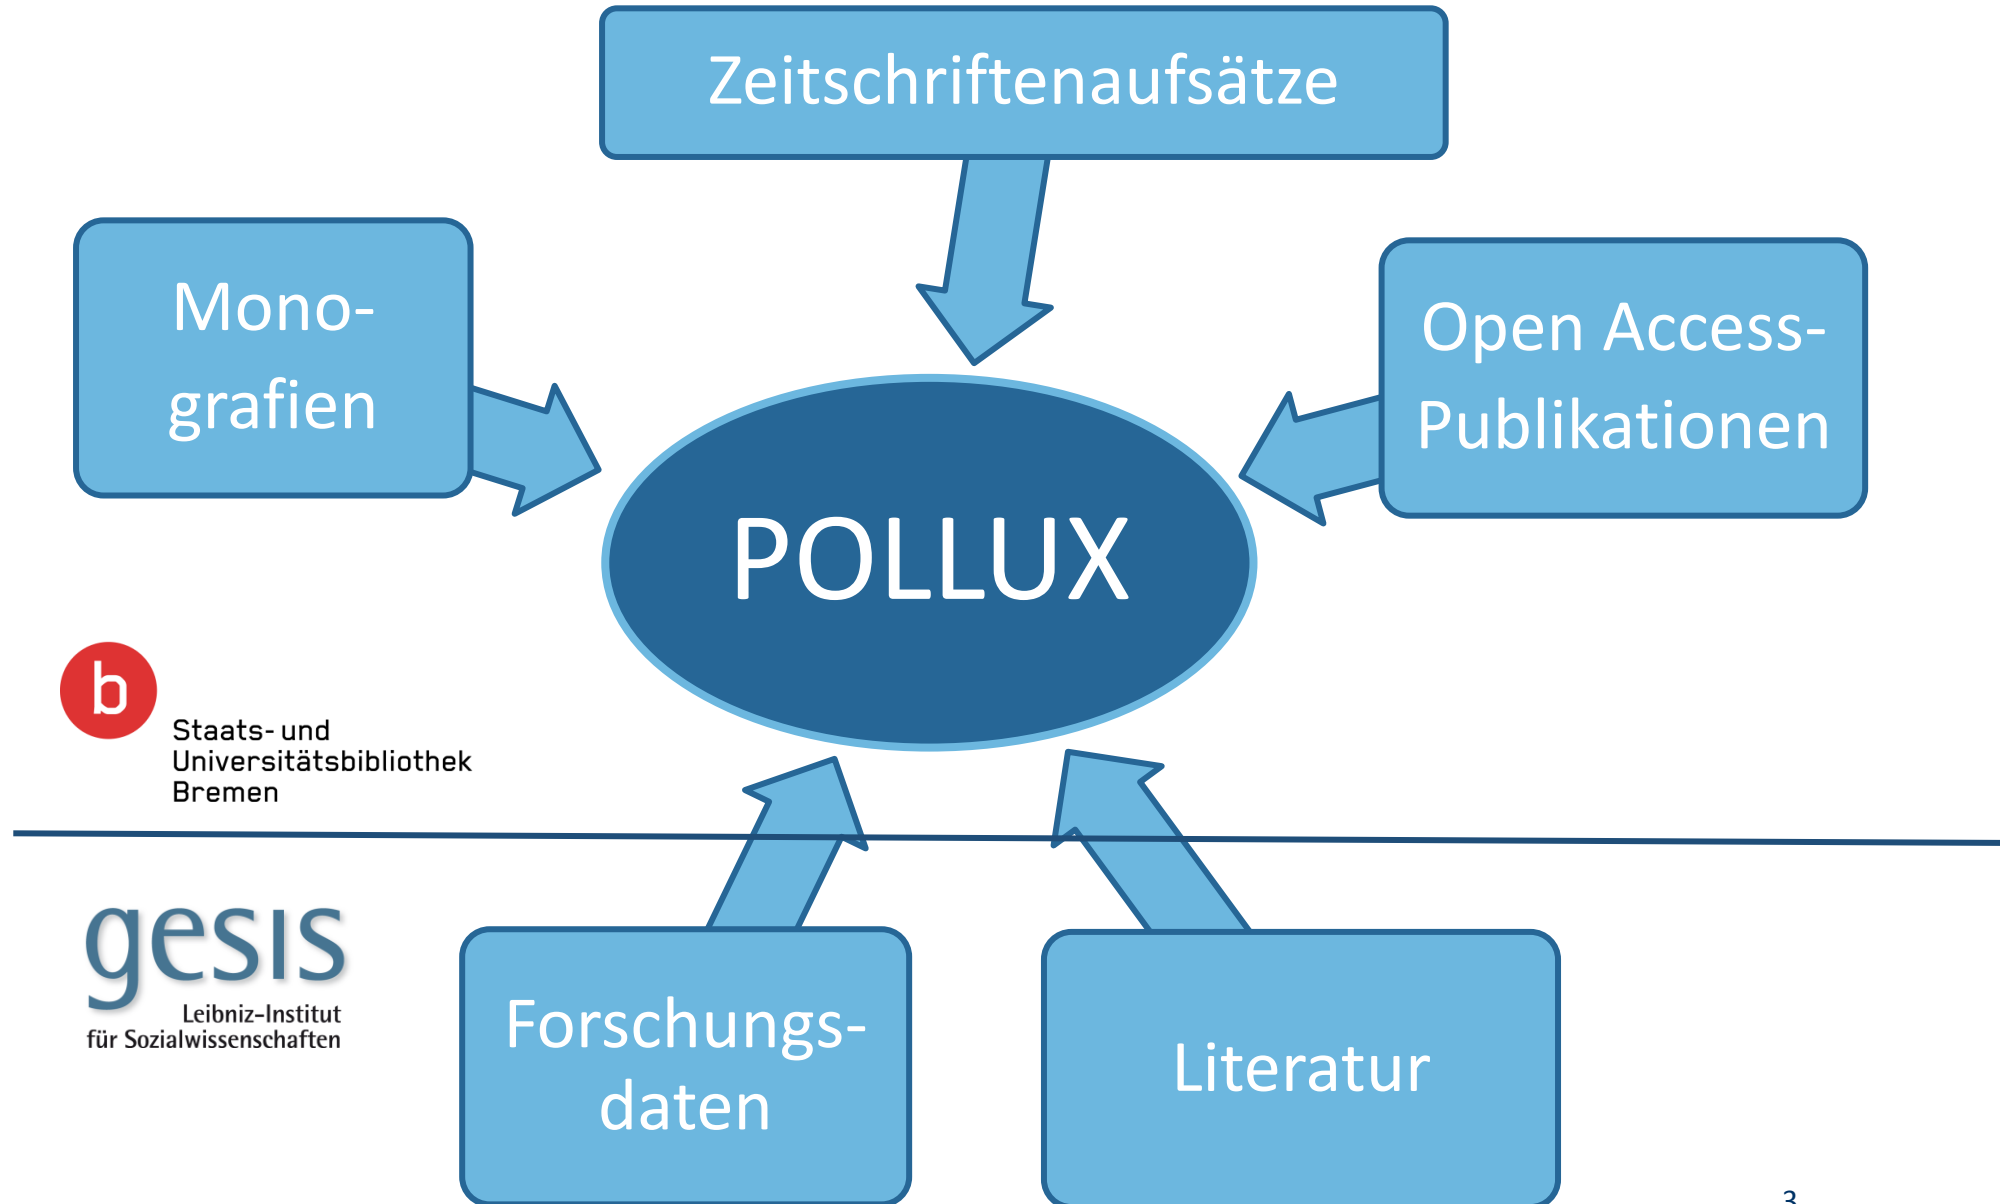 Zeitschriftenaufsätze
Mono-
grafien
Open Access-
Publikationen
POLLUX
b
Staats- und
Universitätsbibliothek
Bremen
gesis
Leibniz-Institut
für Sozialwissenschaften
Forschungs-
daten
Literatur
3